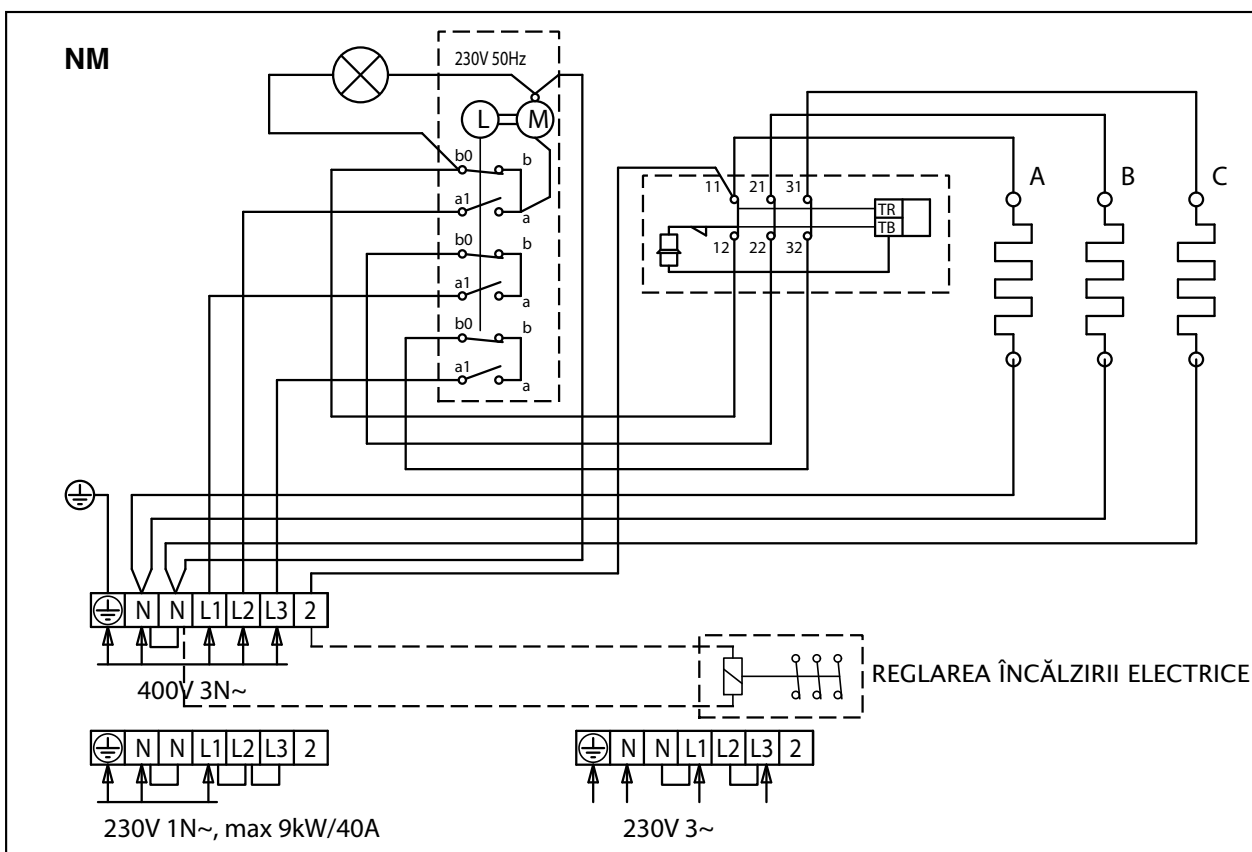 NM
230V 50Hz
L M
b0 b
a1 a
b0 b
a1 a
b0 b
a1 a
11 21 31
TR
TB
12 22 32
A B C
N N L1 L2 L3 2
400V 3N~
REGLAREA ÎNCĂLZIRII ELECTRICE
N N L1 L2 L3 2
230V 1N~, max 9kW/40A
N N L1 L2 L3 2
230V 3~